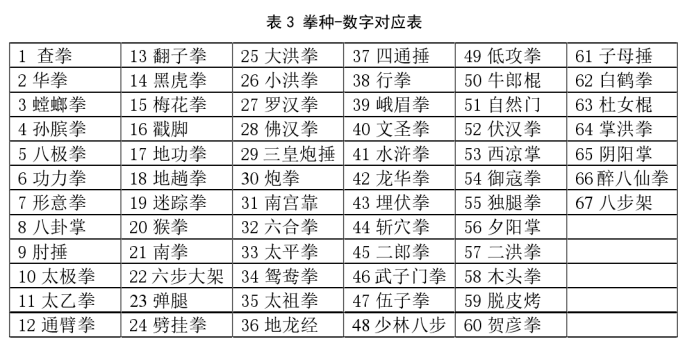 表 3 拳种-数字对应表
1 查拳 13 翻子拳 25 大洪拳 37 四通捶 49 低攻拳 61 子母捶
2 华拳 14 黑虎拳 26 小洪拳 38 行拳 50 牛郎棍 62 白鹤拳
3 螳螂拳 15 梅花拳 27 罗汉拳 39 峨眉拳 51 自然门 63 杜女棍
4 孙膑拳 16 戳脚 28 佛汉拳 40 文圣拳 52 伏汉拳 64 掌洪拳
5 八极拳 17 地功拳 29 三皇炮捶 41 水浒拳 53 西凉掌 65 阴阳掌
6 功力拳 18 地趟拳 30 炮拳 42 龙华拳 54 御寇拳 66 醉八仙拳
7 形意拳 19 迷踪拳 31 南宫靠 43 埋伏拳 55 独腿拳 67 八步架
8 八卦掌 20 猴拳 32 六合拳 44 斩穴拳 56 夕阳掌
9 肘捶 21 南拳 33 太平拳 45 二郎拳 57 二洪拳
10 太极拳 22 六步大架 34 鸳鸯拳 46 武子门拳 58 木头拳
11 太乙拳 23 弹腿 35 太祖拳 47 伍子拳 59 脱皮烤
12 通臂拳 24 劈挂拳 36 地龙经 48 少林八步 60 贺彦拳